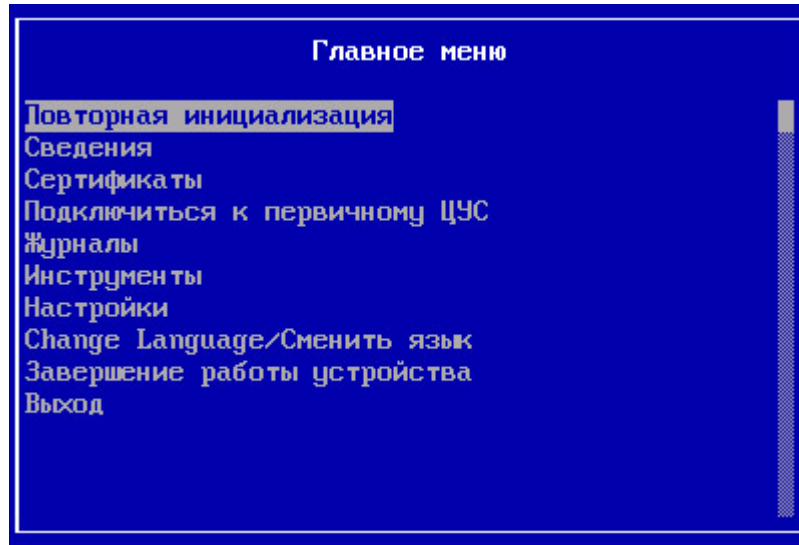 Главное меню
Повторная инициализация
Сведения
Сертификаты
Подключиться к первичному ЦУС
Журналы
Инструменты
Настройки
Change Language/Сменить язык
Завершение работы устройства
Выход